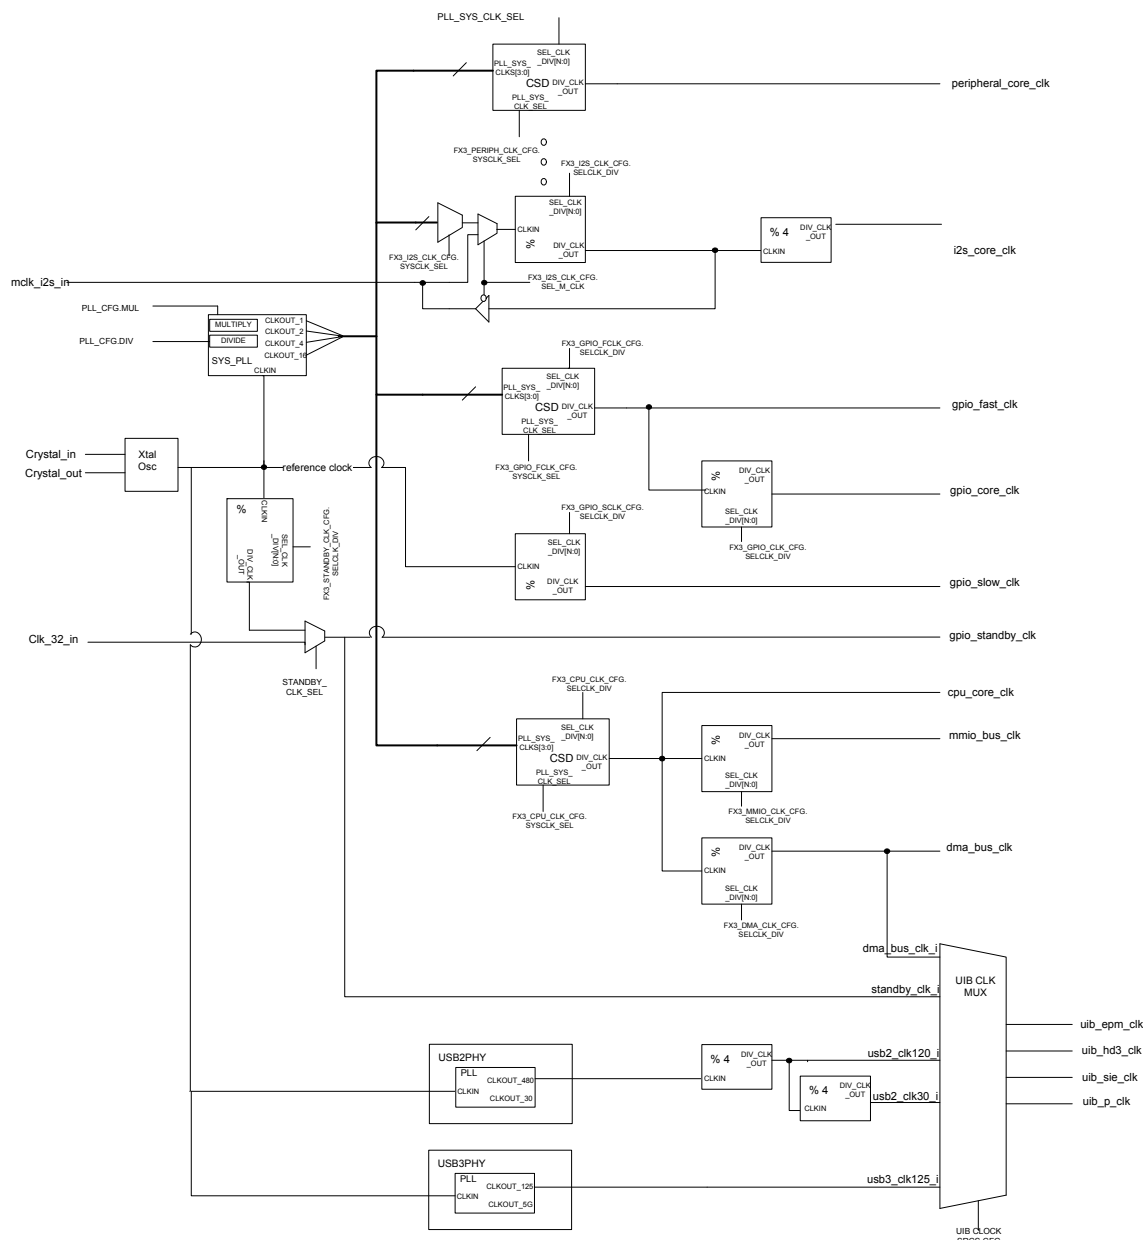 PLL_SYS_CLK_SEL
SEL_CLK
_DIV[N:0]
PLL_SYS_
CLKS[3:0]
CSD
DIV_CLK
_OUT
PLL_SYS_
CLK_SEL
peripheral_core_clk
FX3_PERIPH_CLK_CFG.
SYSCLK_SEL
FX3_I2S_CLK_CFG.
SELCLK_DIV
SEL_CLK
_DIV[N:0]
CLKIN
%
DIV_CLK
_OUT
% 4
DIV_CLK
_OUT
CLKIN
i2s_core_clk
FX3_I2S_CLK_CFG.
SYSCLK_SEL
FX3_I2S_CLK_CFG.
SEL_M_CLK
mclk_i2s_in
PLL_CFG.MUL
PLL_CFG.DIV
MULTIPLY
DIVIDE
SYS_PLL
CLKOUT_1
CLKOUT_2
CLKOUT_4
CLKOUT_16
CLKIN
FX3_GPIO_FCLK_CFG.
SELCLK_DIV
SEL_CLK
_DIV[N:0]
PLL_SYS_
CLKS[3:0]
CSD
DIV_CLK
_OUT
PLL_SYS_
CLK_SEL
gpio_fast_clk
FX3_GPIO_FCLK_CFG.
SYSCLK_SEL
Crystal_in
Crystal_out
Xtal
Osc
reference clock
%
DIV_CLK
_OUT
CLKIN
SEL_CLK
_DIV[N:0]
gpio_core_clk
FX3_GPIO_CLK_CFG.
SELCLK_DIV
%
CLKIN
SEL_CLK
_DIV[N:0]
DIV_CLK
_OUT
FX3_STANDBY_CLK_CFG.
SELCLK_DIV
FX3_GPIO_SCLK_CFG.
SELCLK_DIV
SEL_CLK
_DIV[N:0]
CLKIN
%
DIV_CLK
_OUT
gpio_slow_clk
Clk_32_in
STANDBY_
CLK_SEL
gpio_standby_clk
FX3_CPU_CLK_CFG.
SELCLK_DIV
SEL_CLK
_DIV[N:0]
PLL_SYS_
CLKS[3:0]
CSD
DIV_CLK
_OUT
PLL_SYS_
CLK_SEL
FX3_CPU_CLK_CFG.
SYSCLK_SEL
cpu_core_clk
%
DIV_CLK
_OUT
CLKIN
SEL_CLK
_DIV[N:0]
mmio_bus_clk
FX3_MMIO_CLK_CFG.
SELCLK_DIV
%
DIV_CLK
_OUT
CLKIN
SEL_CLK
_DIV[N:0]
dma_bus_clk
FX3_DMA_CLK_CFG.
SELCLK_DIV
dma_bus_clk_i
standby_clk_i
UIB CLK
MUX
USB2PHY
PLL
CLKIN
CLKOUT_480
CLKOUT_30
% 4
DIV_CLK
_OUT
CLKIN
usb2_clk120_i
% 4
DIV_CLK
_OUT
CLKIN
usb2_clk30_i
uib_epm_clk
uib_hd3_clk
uib_sie_clk
uib_p_clk
USB3PHY
PLL
CLKIN
CLKOUT_125
CLKOUT_5G
usb3_clk125_i
UIB CLOCK